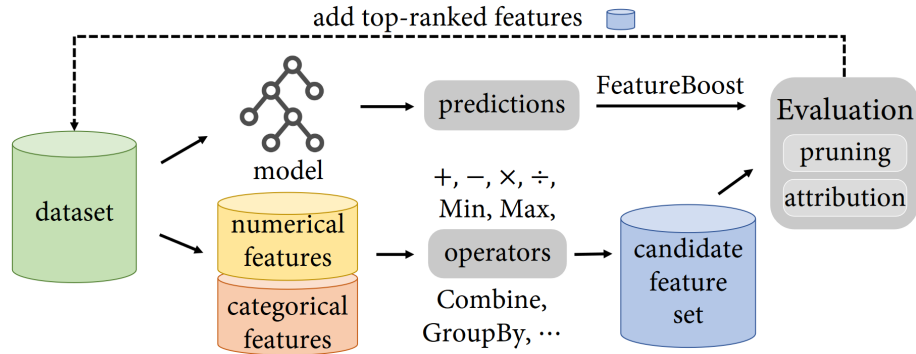 add top-ranked features
FeatureBoost
predictions
Evaluation
pruning
attribution
model
dataset
+, −, ×, ÷,
Min, Max,
numerical
features
operators
candidate
feature
set
categorical
features
Combine,
GroupBy, ⋯